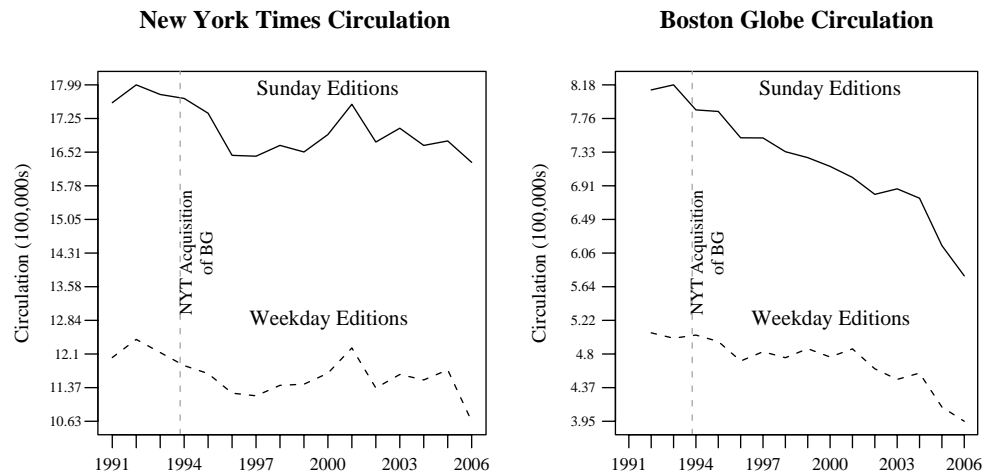 New York Times Circulation
Circulation (100,000s)
17.99
17.25
16.52
15.78
15.05
14.31
13.58
12.84
12.1
11.37
10.63
Sunday Editions
NYT Acquisition
of BG
Weekday Editions
1991 1994 1997 2000 2003 2006
Boston Globe Circulation
Circulation (100,000s)
8.18
7.76
7.33
6.91
6.49
6.06
5.64
5.22
4.8
4.37
3.95
Sunday Editions
NYT Acquisition
of BG
Weekday Editions
1991 1994 1997 2000 2003 2006